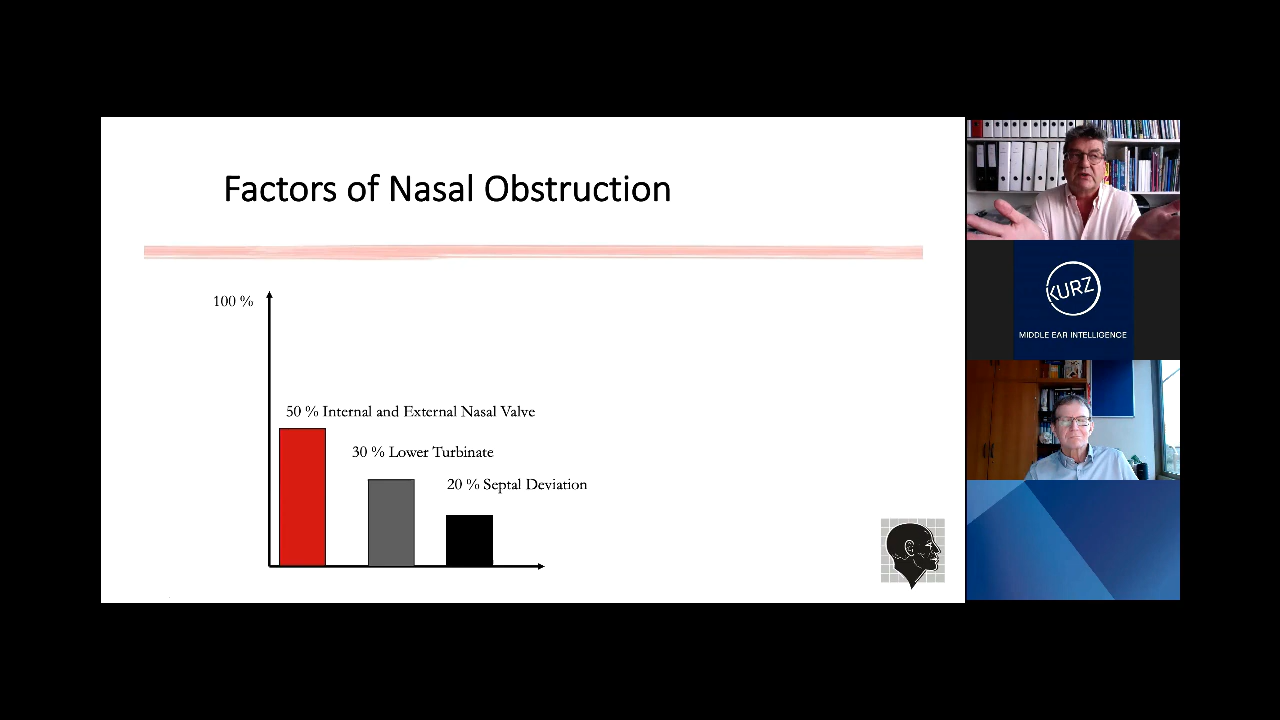 Factors of Nasal Obstruction
100 %
50 % Internal and External Nasal Valve
30 % Lower Turbinate
20 % Septal Deviation
KURZ
MIDDLE EAR INTELLIGENCE